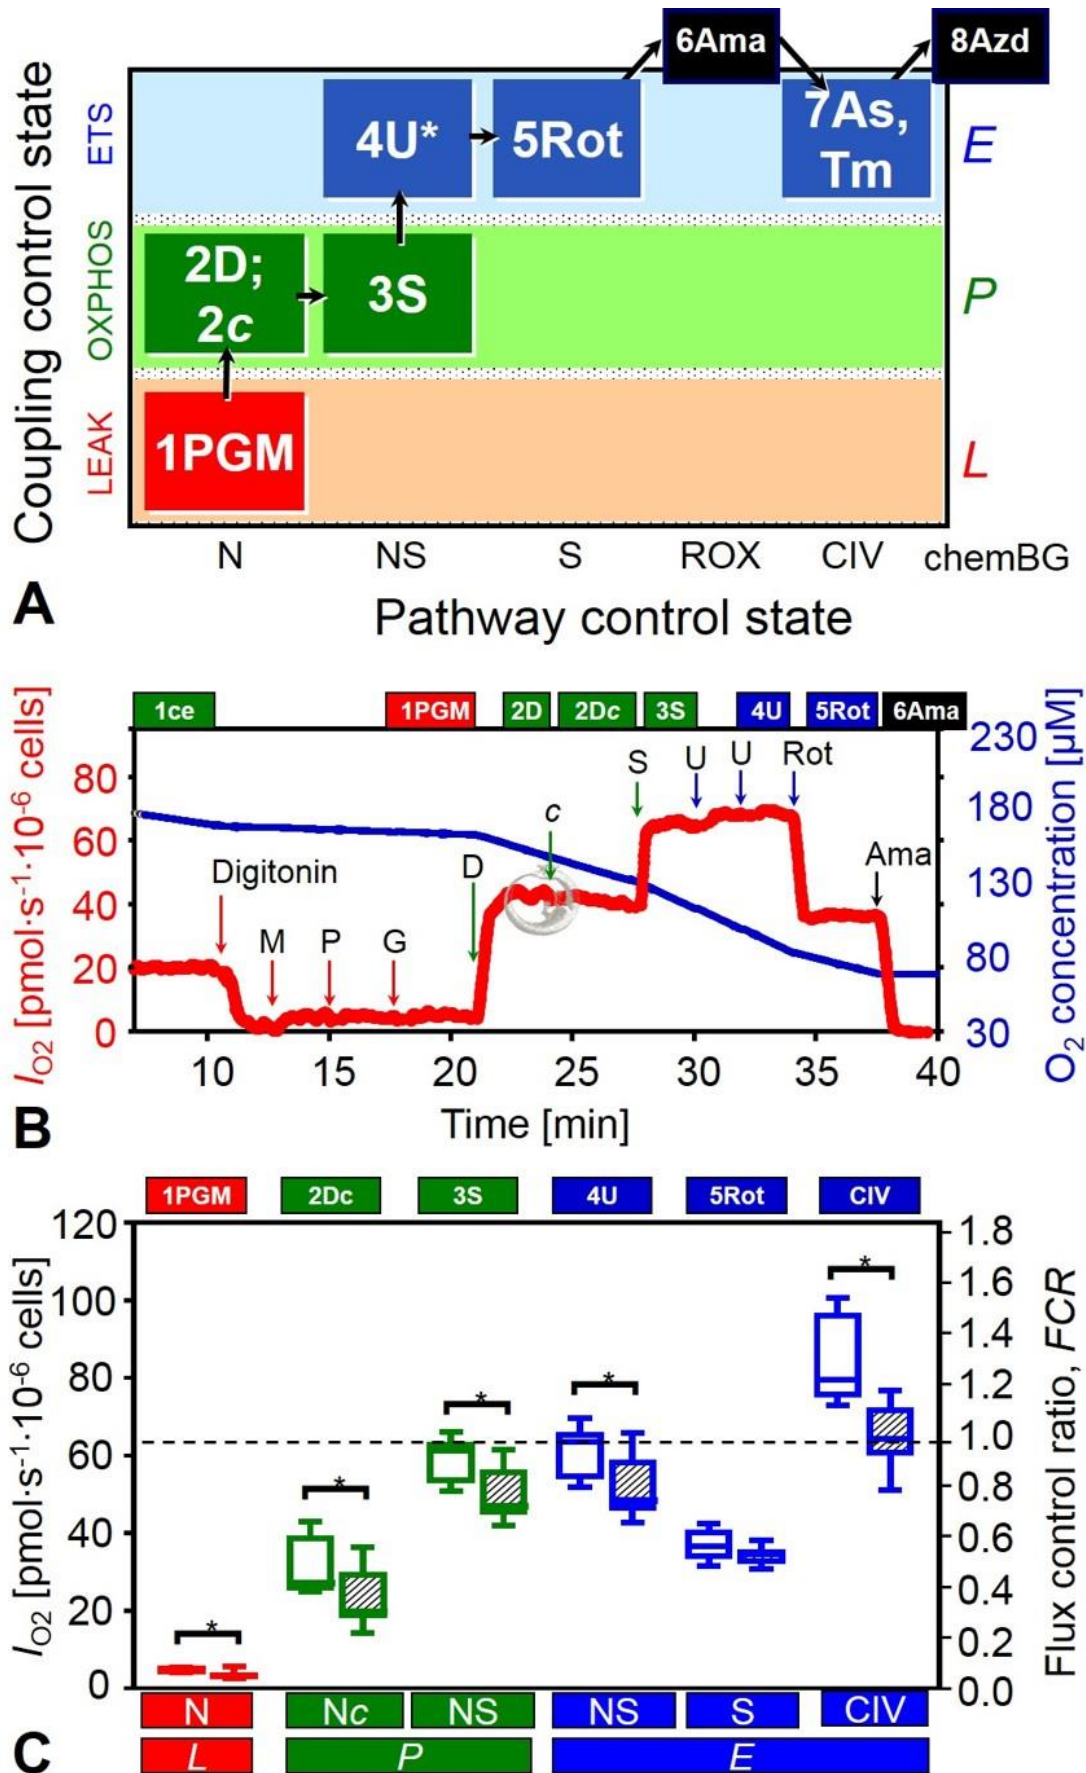 6Ama
8Azd
Coupling control state
ETS
4U*
5Rot
7As,
Tm
E
OXPHOS
2D;
2c
3S
P
LEAK
1PGM
L
N NS S ROX CIV chemBG
A
Pathway control state
1ce 1PGM 2D 2Dc 3S 4U 5Rot 6Ama
I_O2 [pmol·s⁻¹·10⁻⁶ cells]
80
60
40
20
0
S U U Rot
c
Digitonin
D
Ama
M P G
230
180
130
80
30
O₂ concentration [µM]
10 15 20 25 30 35 40
B
Time [min]
1PGM 2Dc 3S 4U 5Rot CIV
I_O2 [pmol·s⁻¹·10⁻⁶ cells]
120
100
80
60
40
20
0
* * * * *
1.8
1.6
1.4
1.2
1.0
0.8
0.6
0.4
0.2
0.0
Flux control ratio, FCR
N Nc NS NS S CIV
C
L P E